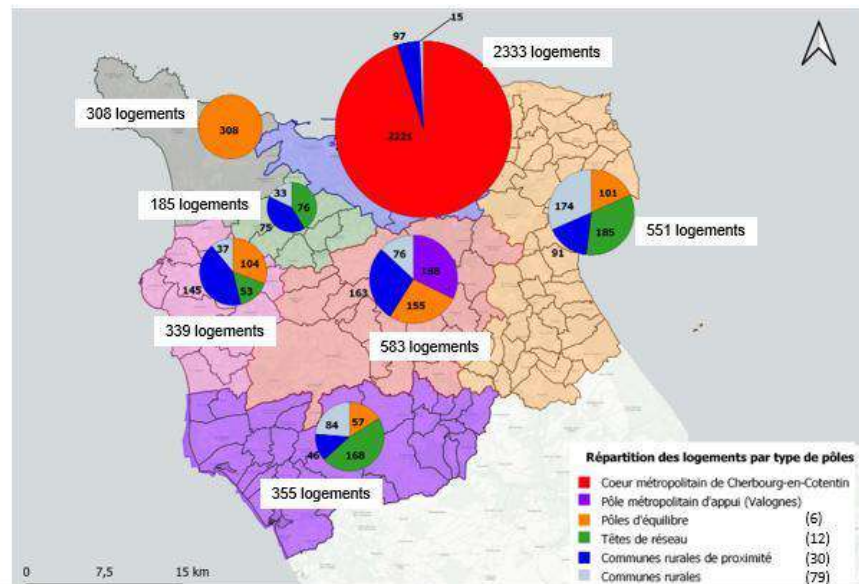 15
97
2333 logements
2221
308 logements
308
185 logements
33
76
75
174
101
185
91
551 logements
37
104
145
53
339 logements
76
188
163
155
583 logements
84
57
46
168
355 logements
Répartition des logements par type de pôles
Coeur métropolitain de Cherbourg-en-Cotentin
Pôle métropolitain d'appui (Valognes)
Pôles d'équilibre (6)
Têtes de réseau (12)
Communes rurales de proximité (30)
Communes rurales (79)
0 7,5 15 km